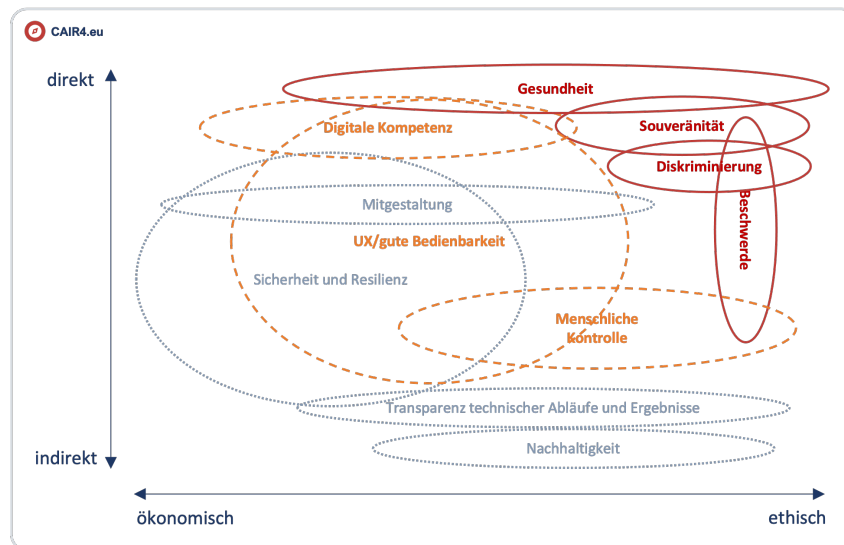 CAIR4.eu
direkt
Gesundheit
Digitale Kompetenz
Souveränität
Diskriminierung
Beschwerde
Mitgestaltung
UX/gute Bedienbarkeit
Sicherheit und Resilienz
Menschliche
Kontrolle
Transparenz technischer Abläufe und Ergebnisse
Nachhaltigkeit
indirekt
ökonomisch
ethisch